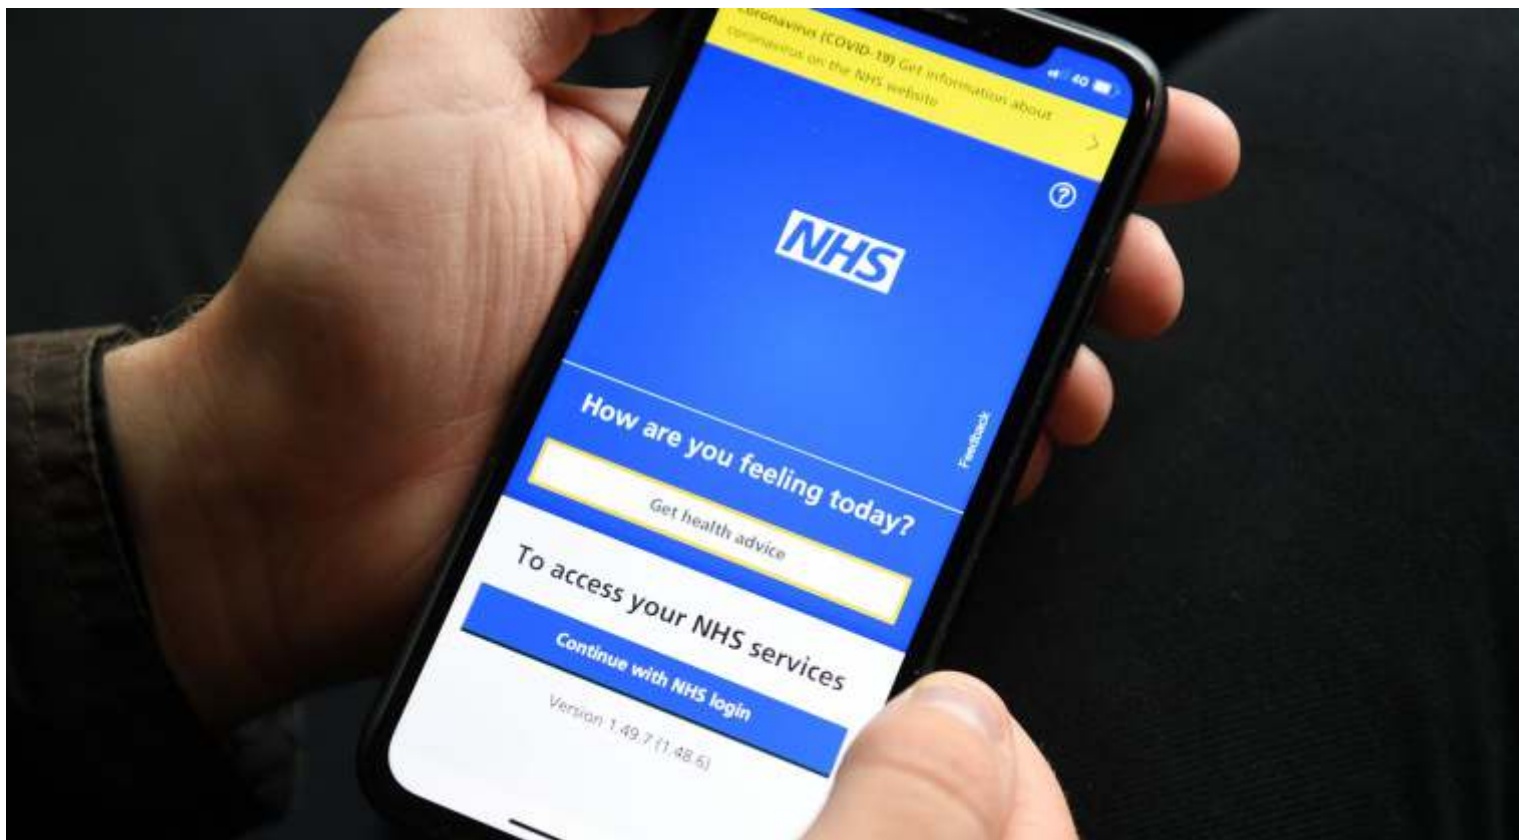 Coronavirus (COVID-19) Get information about
coronavirus on the NHS website
4G
NHS
Feedback
How are you feeling today?
Get health advice
To access your NHS services
Continue with NHS login
Version 1.49.7 (1.48.6)